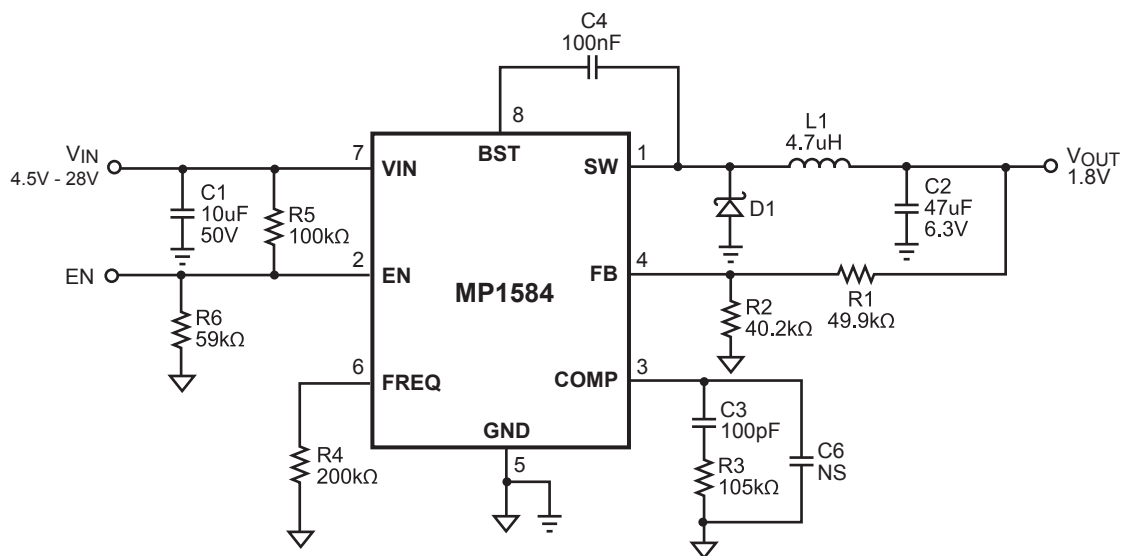 C4
100nF
8
BST
VIN
4.5V - 28V
7
VIN
C1
10uF
50V
R5
100kΩ
EN
2
EN
R6
59kΩ
6
FREQ
R4
200kΩ
MP1584
GND
5
SW
1
L1
4.7uH
VOUT
1.8V
D1
C2
47uF
6.3V
FB
4
R2
40.2kΩ
R1
49.9kΩ
COMP
3
C3
100pF
R3
105kΩ
C6
NS